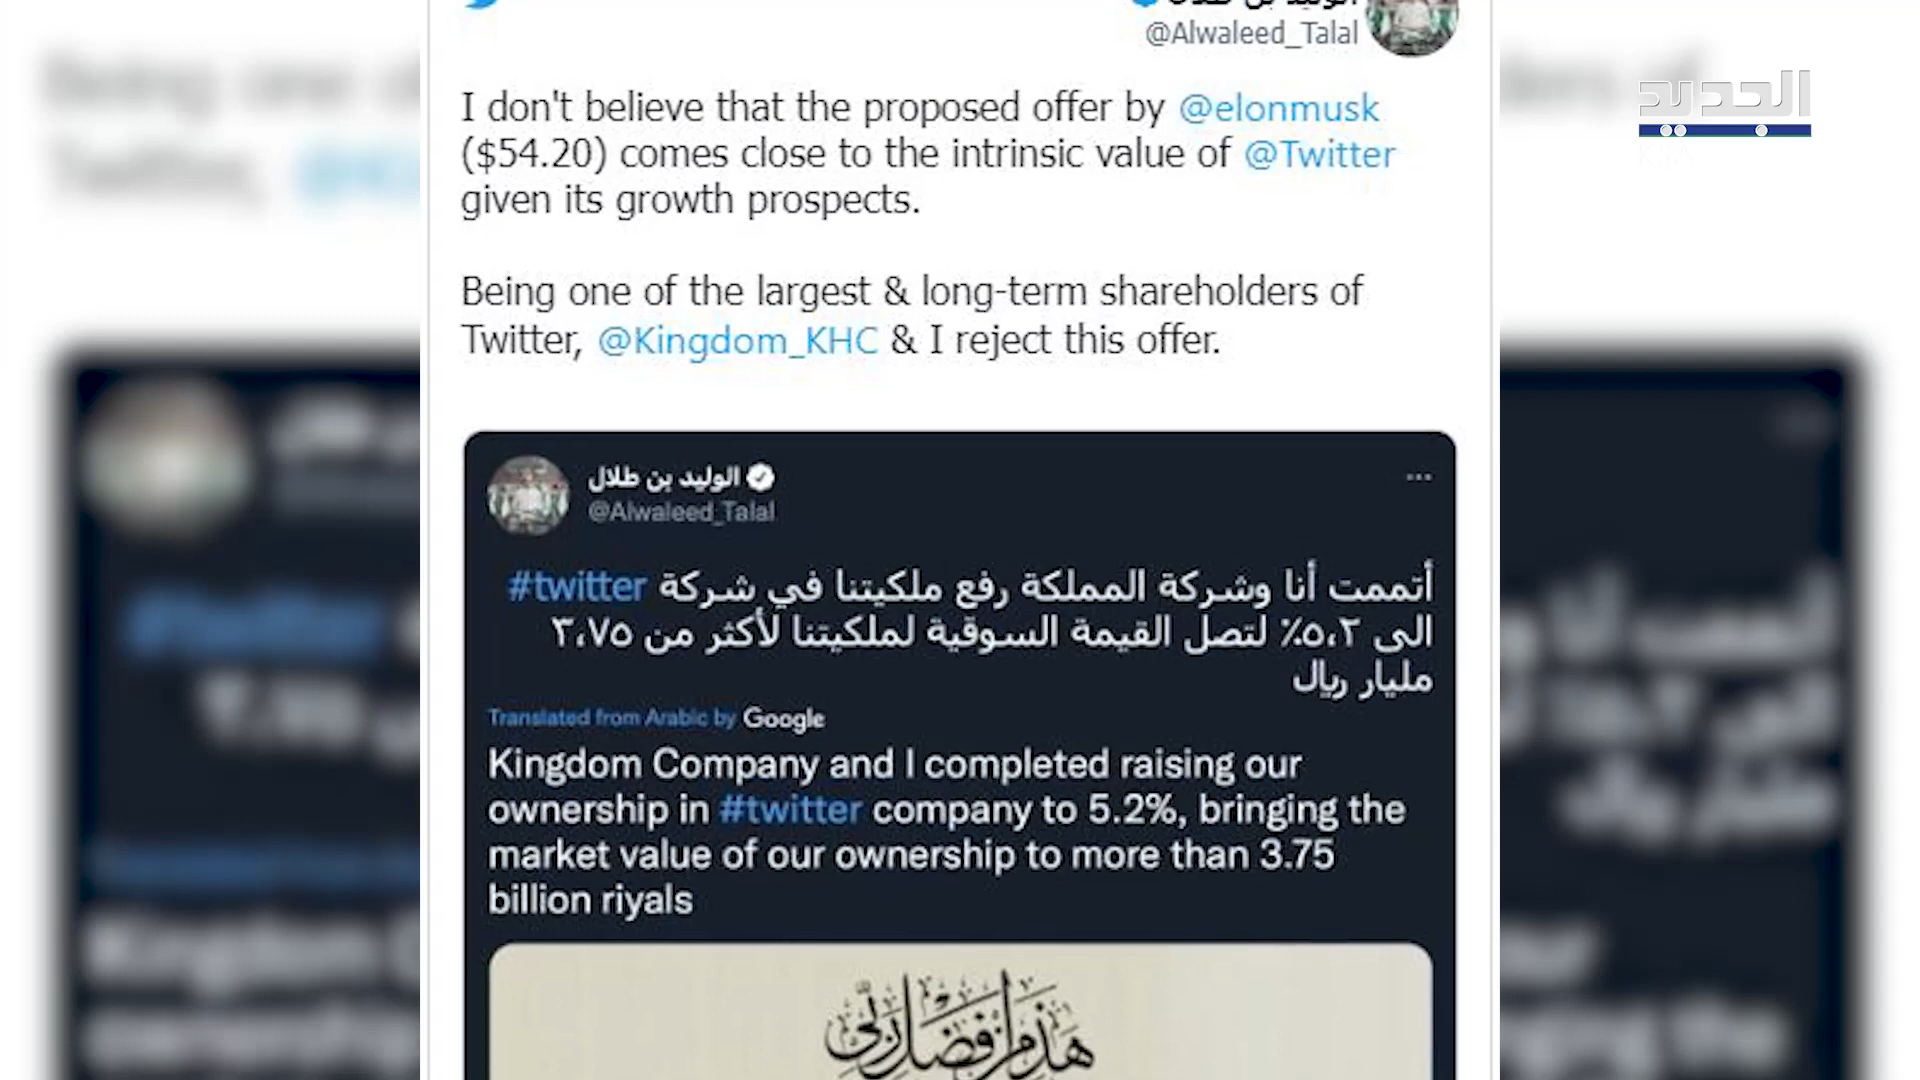 @Alwaleed_Talal
الجديد
I don't believe that the proposed offer by @elonmusk
($54.20) comes close to the intrinsic value of @Twitter
given its growth prospects.
Being one of the largest & long-term shareholders of
Twitter, @Kingdom_KHC & I reject this offer.
الوليد بن طلال
@Alwaleed_Talal
أتممت أنا وشركة المملكة رفع ملكيتنا في شركة #twitter
الى ٥،٢٪ لتصل القيمة السوقية لملكيتنا لأكثر من ٣،٧٥
مليار ريال
Translated from Arabic by Google
Kingdom Company and I completed raising our
ownership in #twitter company to 5.2%, bringing the
market value of our ownership to more than 3.75
billion riyals
هذا من فضل ربي